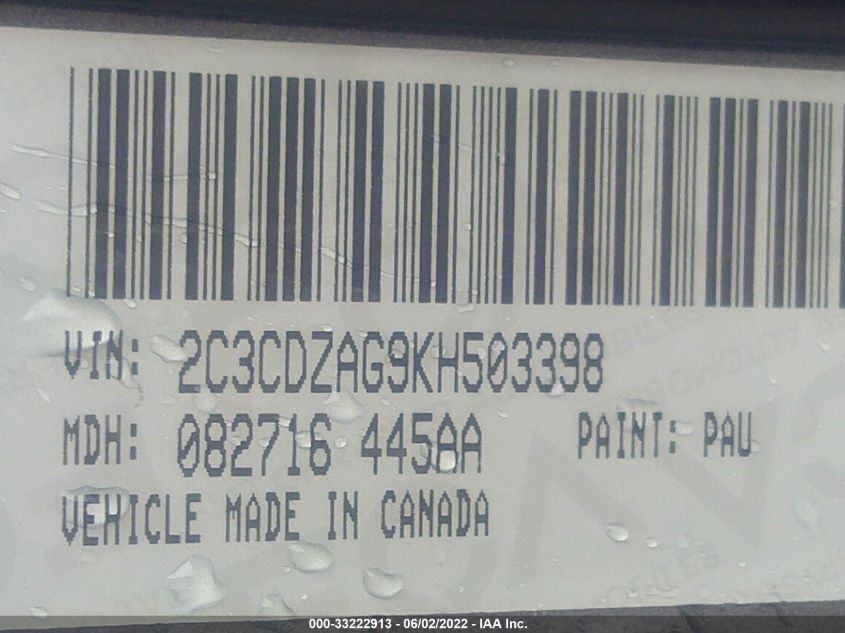 VIN: 2C3CDZAG9KH503398
MDH: 082716 445AA PAINT: PAU
VEHICLE MADE IN CANADA
000-33222913 - 06/02/2022 - IAA Inc.